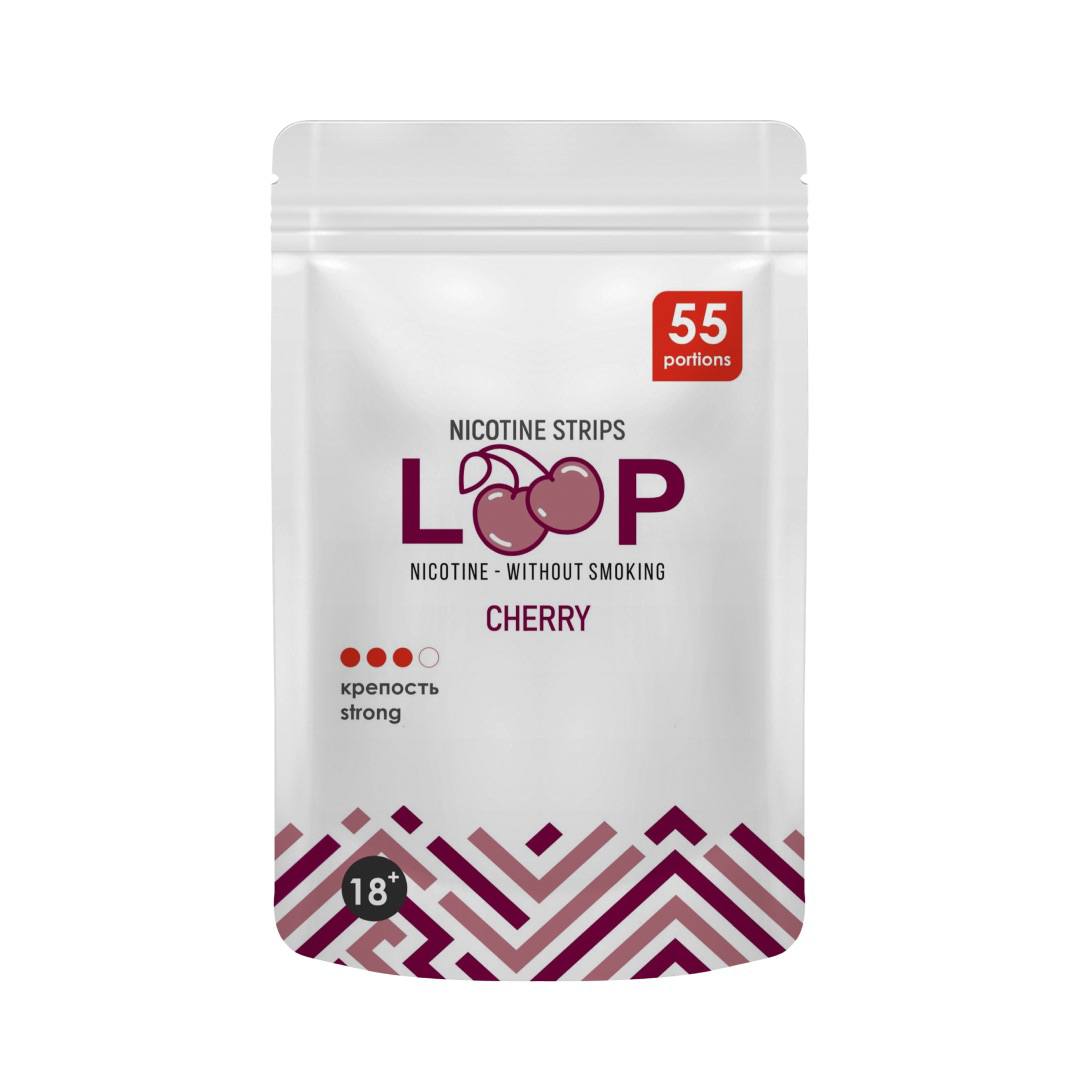 55
portions
NICOTINE STRIPS
LOOP
NICOTINE - WITHOUT SMOKING
CHERRY
крепость
strong
18+